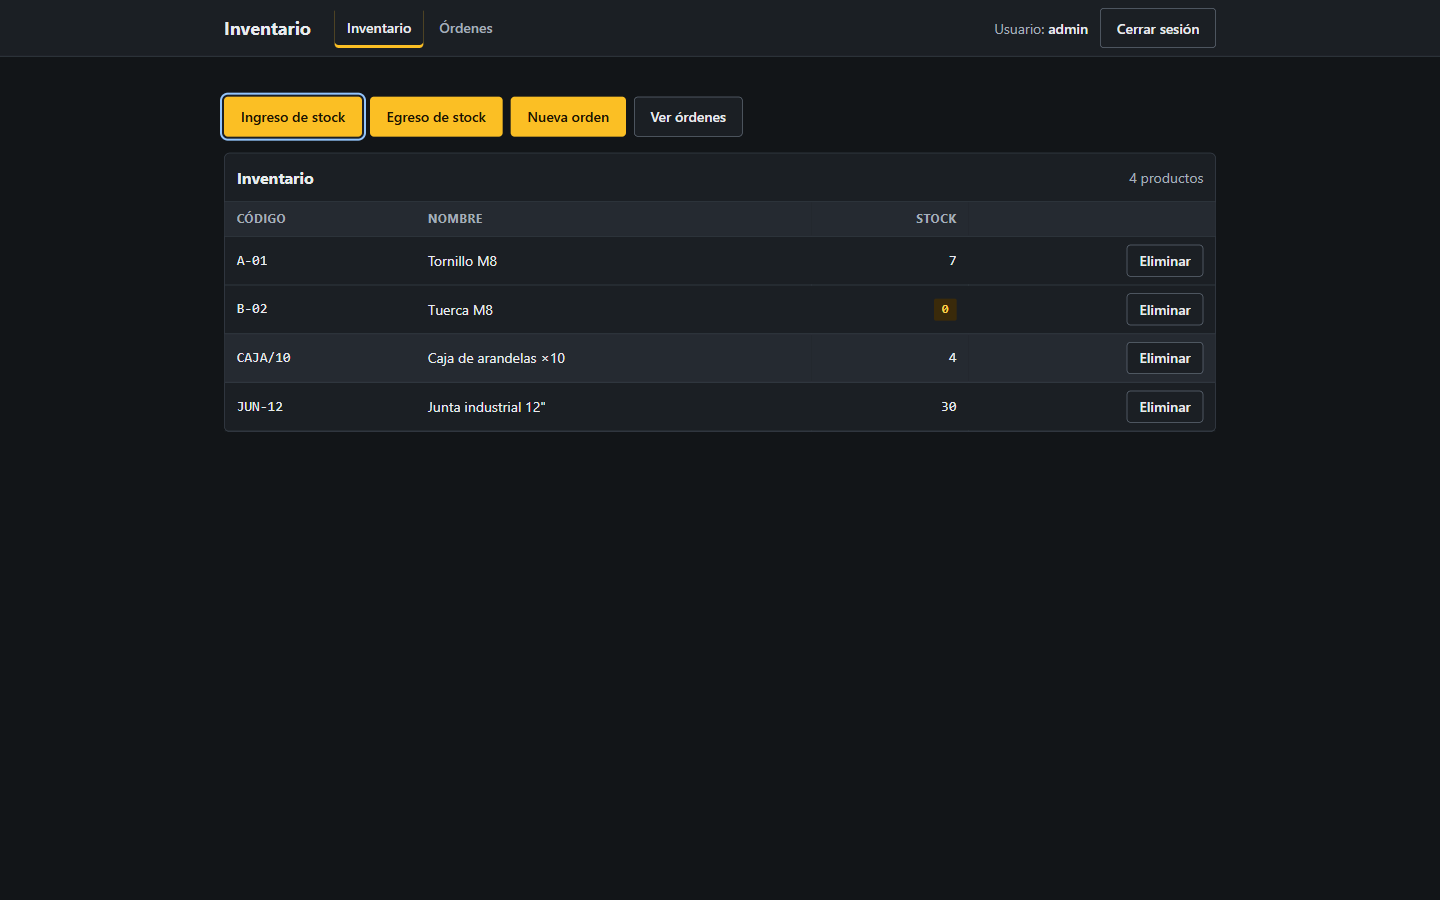 Inventario Inventario Órdenes Usuario: admin Cerrar sesión
Ingreso de stock Egreso de stock Nueva orden Ver órdenes
Inventario 4 productos
CÓDIGO NOMBRE STOCK
A-01 Tornillo M8 7 Eliminar
B-02 Tuerca M8 0 Eliminar
CAJA/10 Caja de arandelas ×10 4 Eliminar
JUN-12 Junta industrial 12" 30 Eliminar